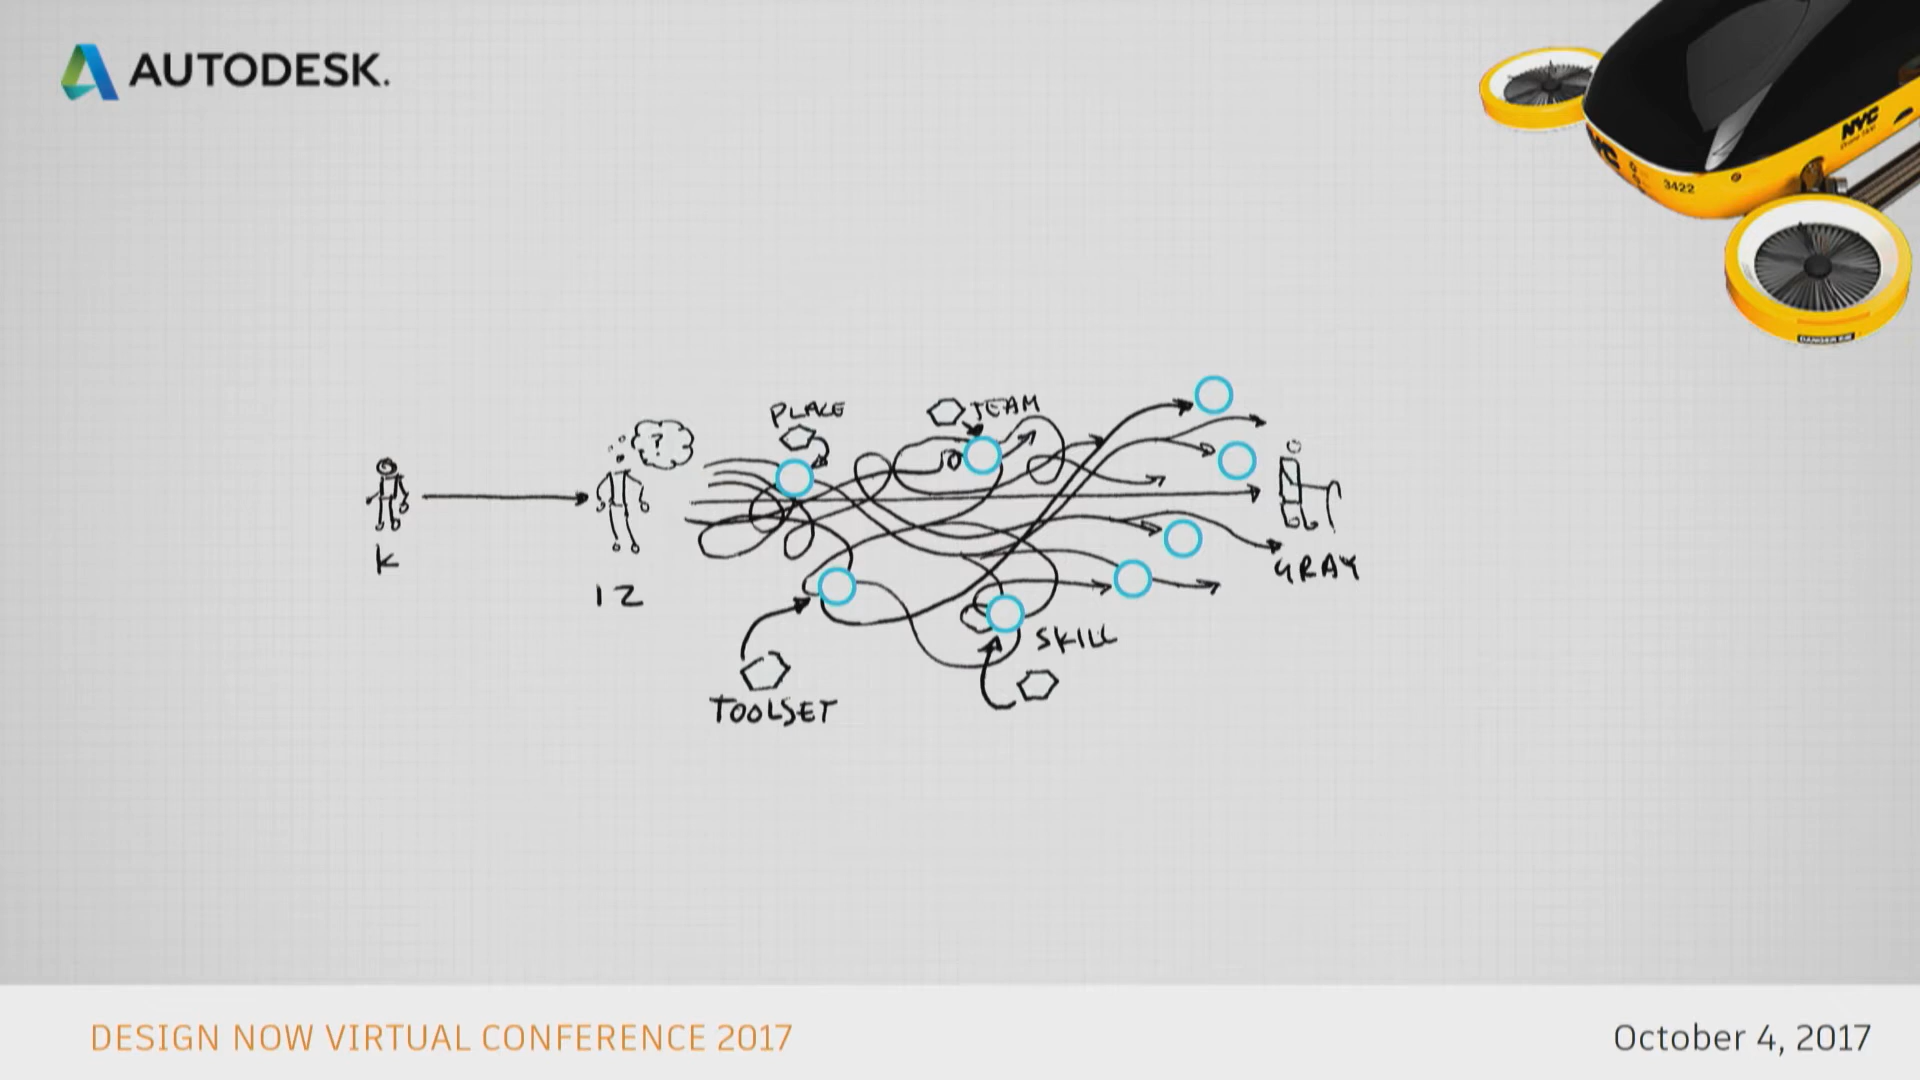 AUTODESK.
NYC
3422
PLACE
TEAM
?
K
12
GRAY
SKILL
TOOLSET
DESIGN NOW VIRTUAL CONFERENCE 2017
October 4, 2017